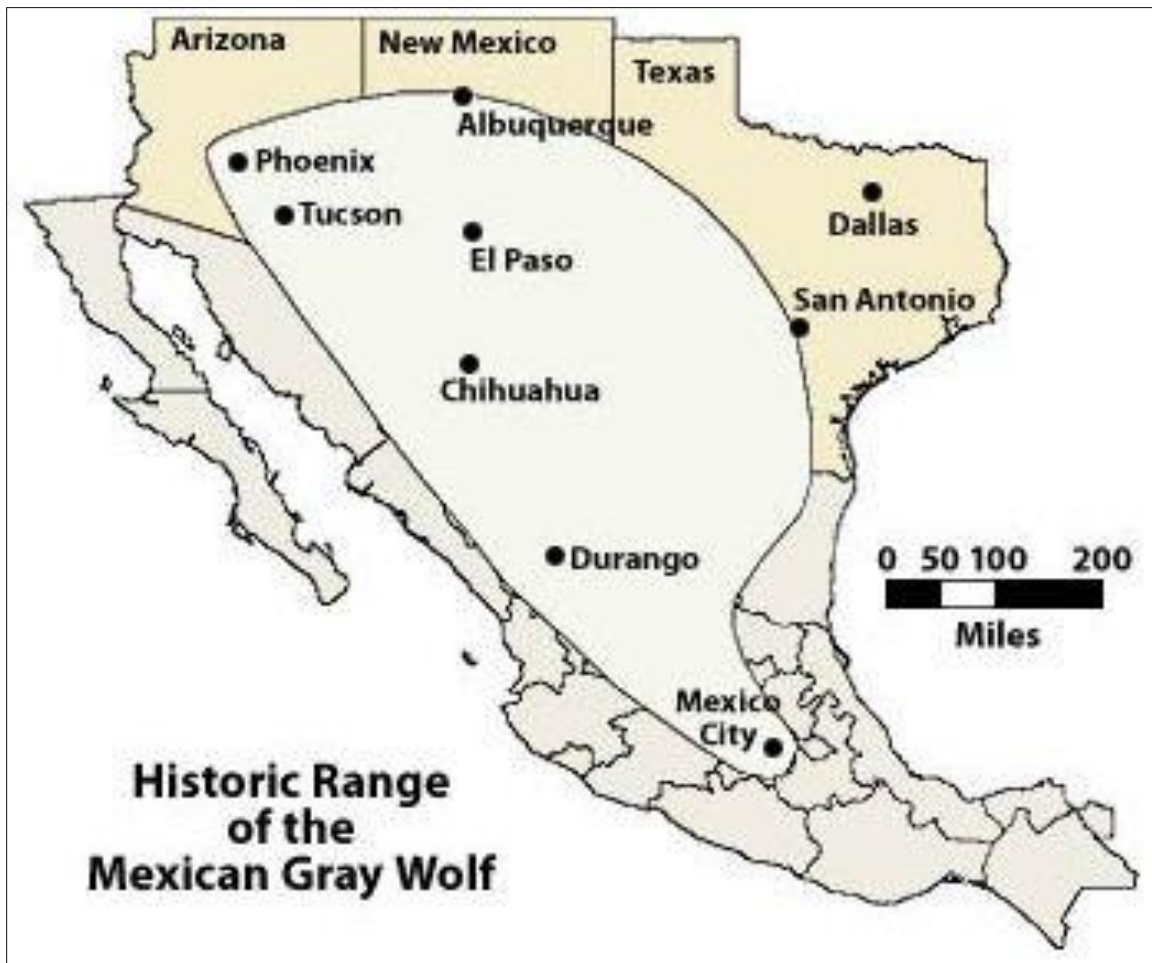 Arizona
New Mexico
Texas
Albuquerque
Phoenix
Tucson
Dallas
El Paso
San Antonio
Chihuahua
Durango
0 50 100 200
Miles
Mexico
City
Historic Range
of the
Mexican Gray Wolf